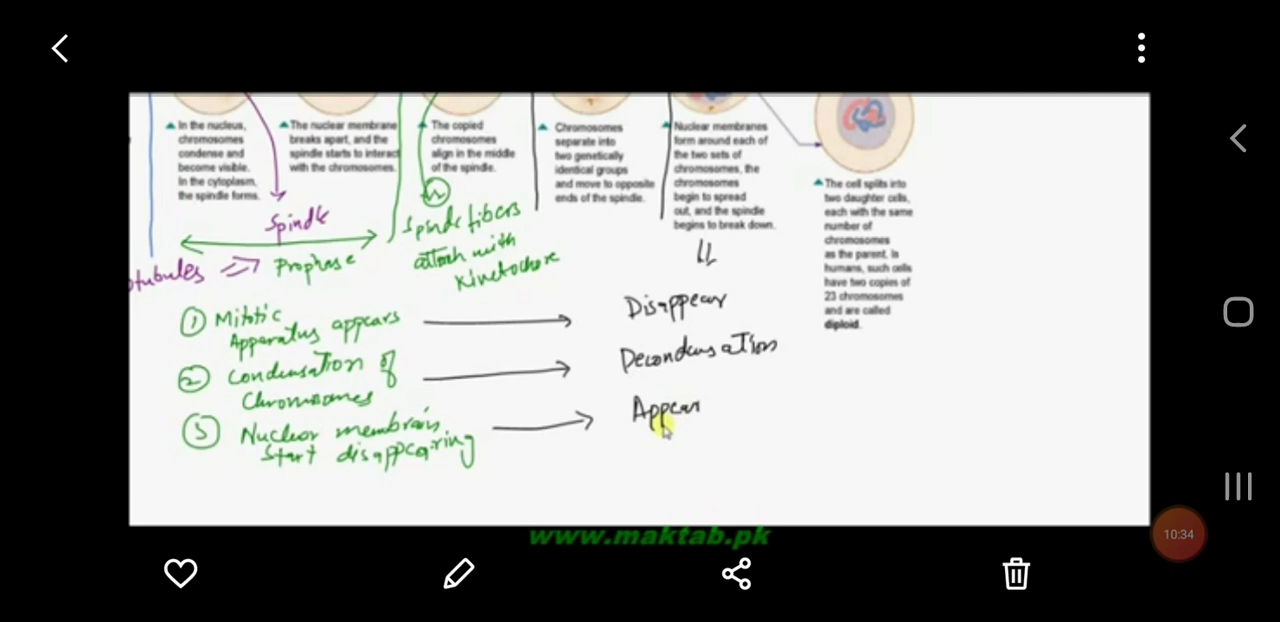 In the nucleus,
chromosomes
condense and
become visible.
In the cytoplasm,
the spindle forms.
The nuclear membrane
breaks apart, and the
spindle starts to interact
with the chromosomes.
The copied
chromosomes
align in the middle
of the spindle.
Chromosomes
separate into
two genetically
identical groups
and move to opposite
ends of the spindle.
Nuclear membranes
form around each of
the two sets of
chromosomes, the
chromosomes
begin to spread
out, and the spindle
begins to break down.
The cell splits into
two daughter cells,
each with the same
number of
chromosomes
as the parent. In
humans, such cells
have two copies of
23 chromosomes
and are called
diploid.
Spindle
Spindle fibers
attach with
Kinetochore
otubules => Prophase
① Mitotic
Apparatus appears
Disappear
② Condensation of
Chromosomes
Decondensation
③ Nuclear membrain
Start disappearing
Appear
www.maktab.pk
10:34